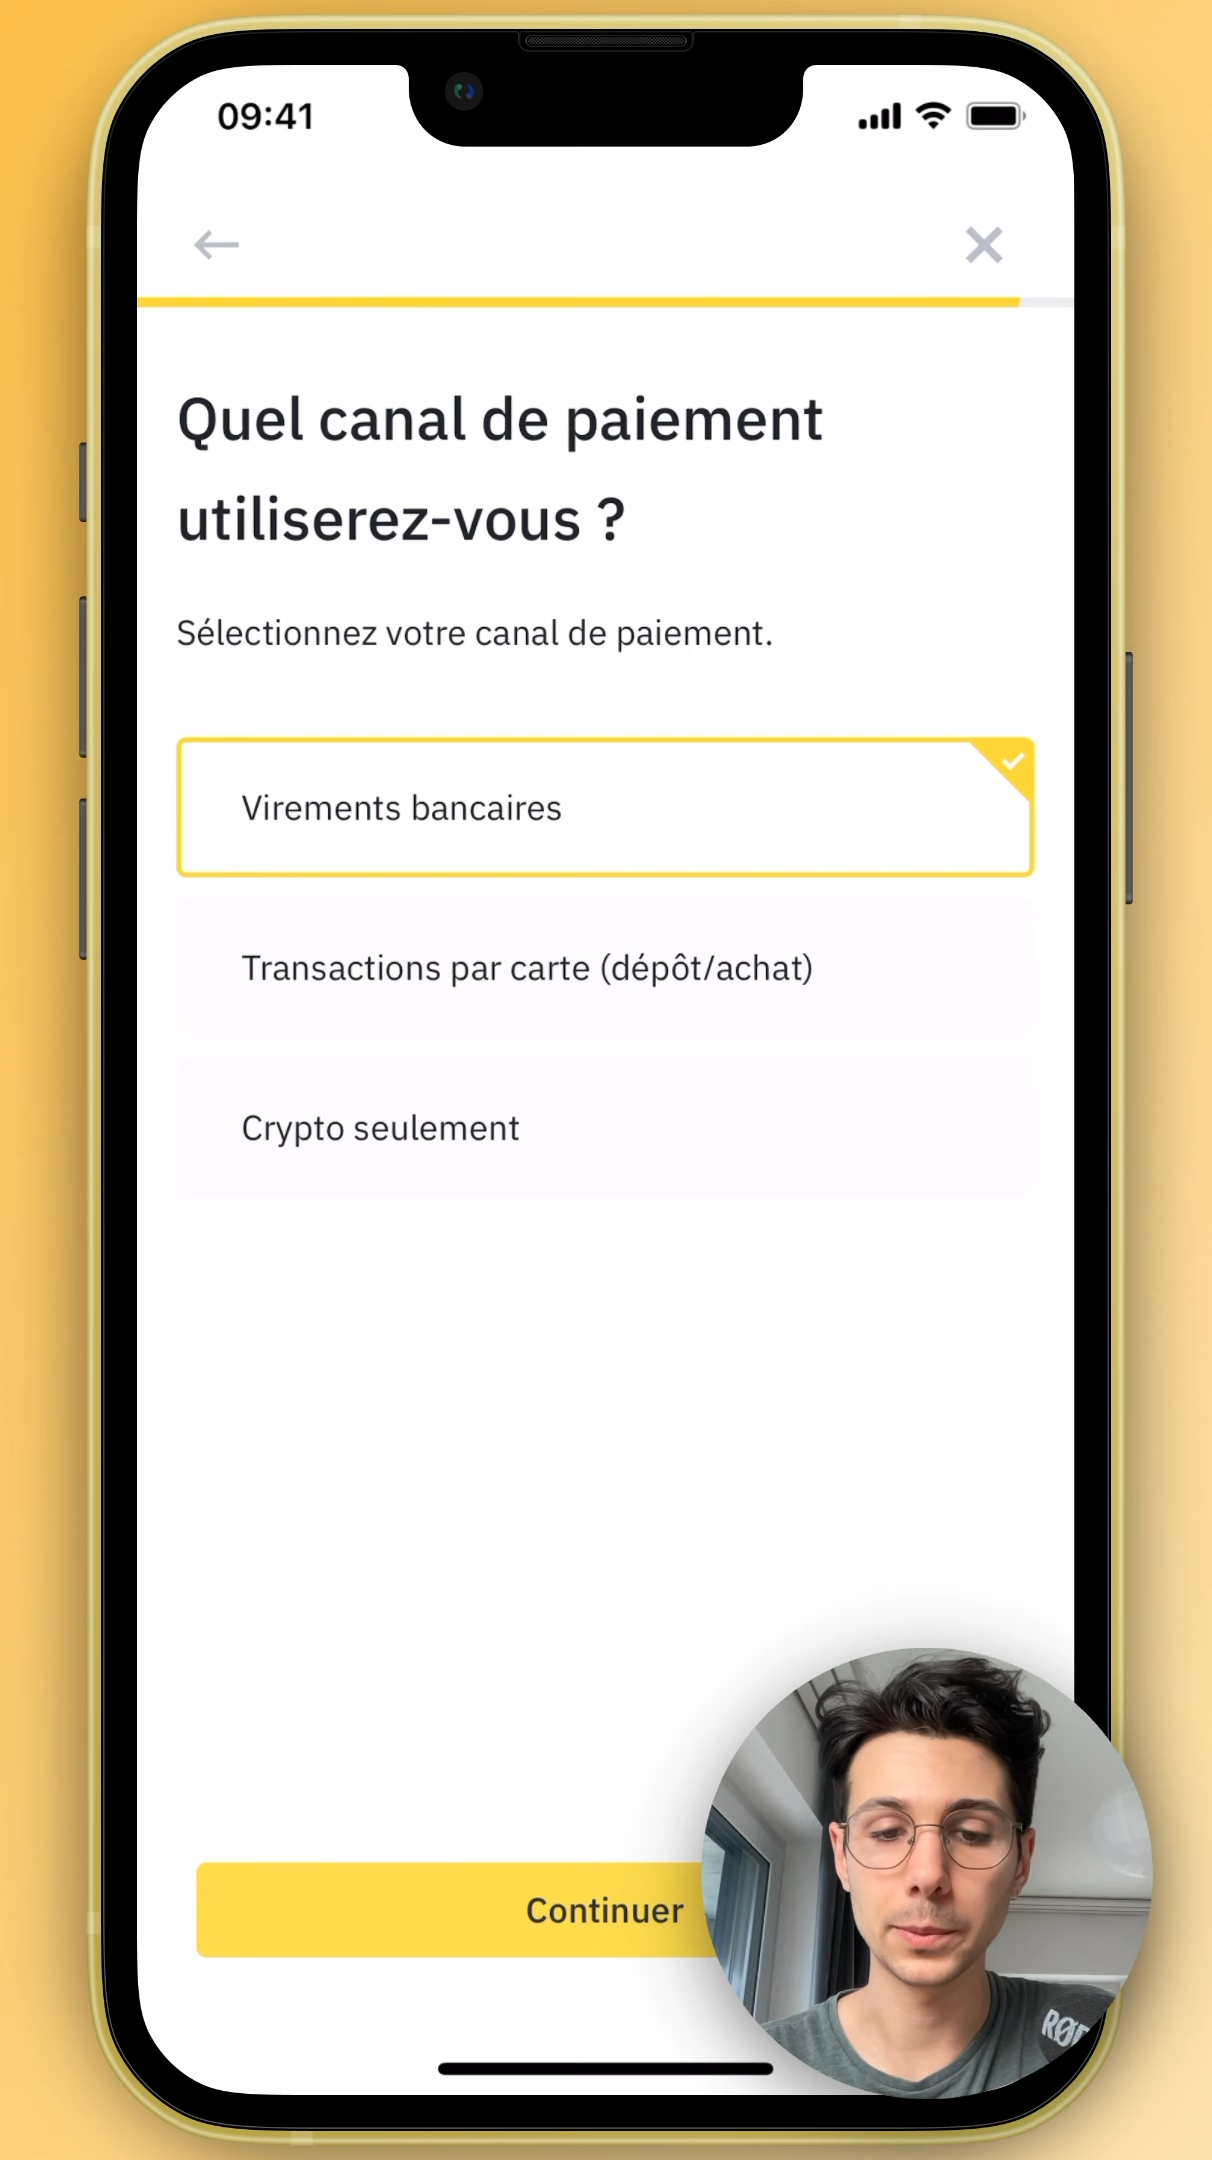 09:41
Quel canal de paiement
utiliserez-vous ?
Sélectionnez votre canal de paiement.
Virements bancaires
Transactions par carte (dépôt/achat)
Crypto seulement
Continuer